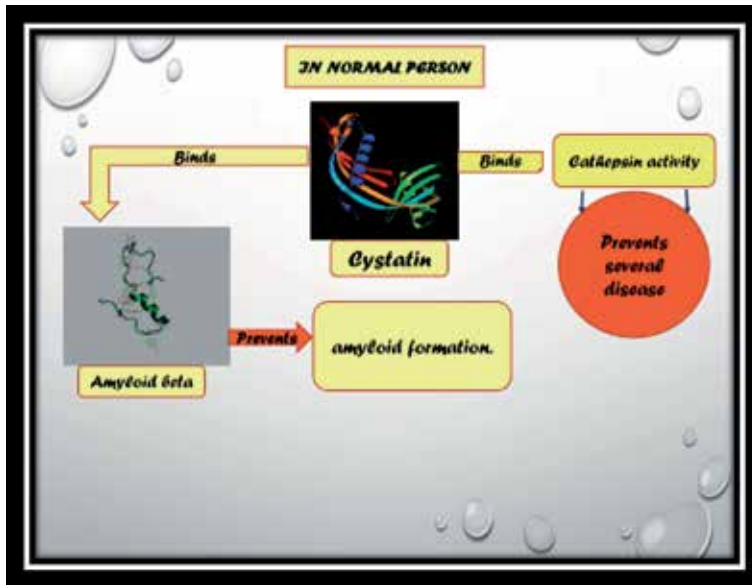 IN NORMAL PERSON
Binds
Binds
Cathepsin activity
Cystatin
Prevents
several
disease
Amyloid beta
Prevents
amyloid formation.